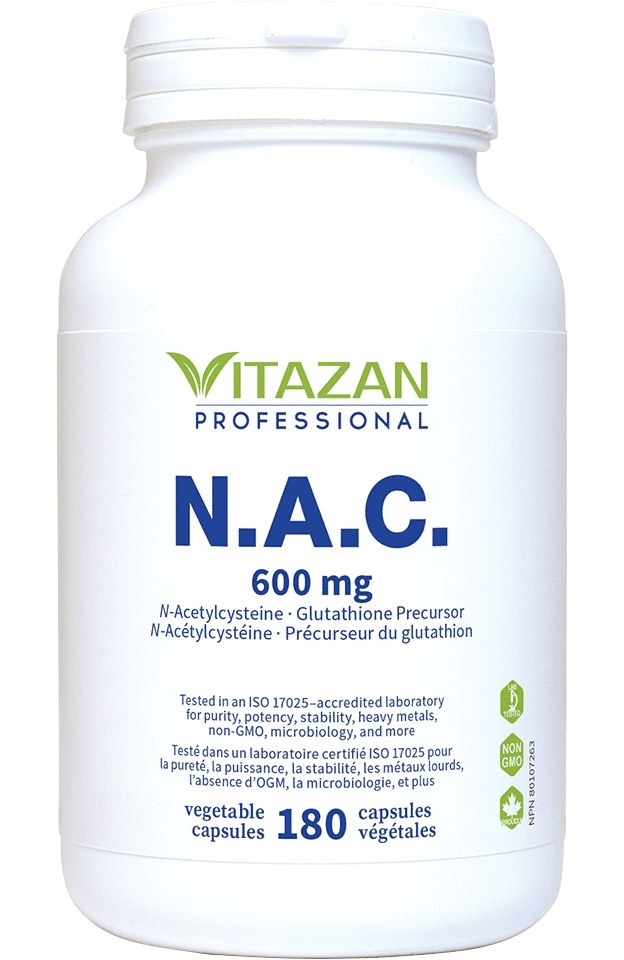 VITAZAN
PROFESSIONAL
N.A.C.
600 mg
N-Acetylcysteine · Glutathione Precursor
N-Acétylcystéine · Précurseur du glutathion
Tested in an ISO 17025–accredited laboratory
for purity, potency, stability, heavy metals,
non-GMO, microbiology, and more
Testé dans un laboratoire certifié ISO 17025 pour
la pureté, la puissance, la stabilité, les métaux lourds,
l'absence d'OGM, la microbiologie, et plus
vegetable
capsules
180
capsules
végétales
LAB
TESTED
NON
GMO
PROUDLY
NPN 80107263